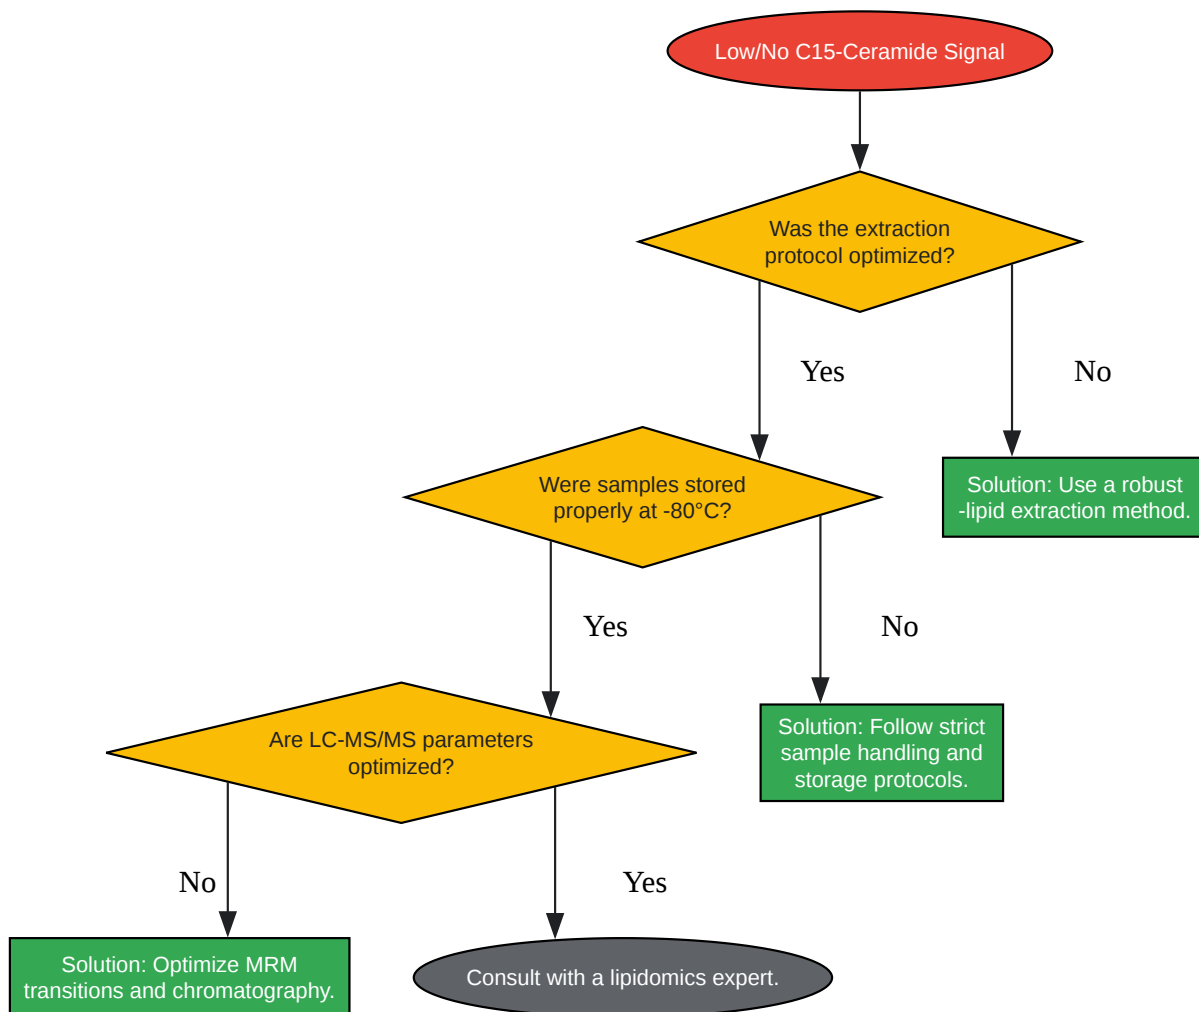 Low/No C15-Ceramide Signal
Was the extraction
protocol optimized?
Yes
No
Were samples stored
properly at -80°C?
Solution: Use a robust
-lipid extraction method.
Yes
No
Are LC-MS/MS parameters
optimized?
Solution: Follow strict
sample handling and
storage protocols.
No
Yes
Solution: Optimize MRM
transitions and chromatography.
Consult with a lipidomics expert.